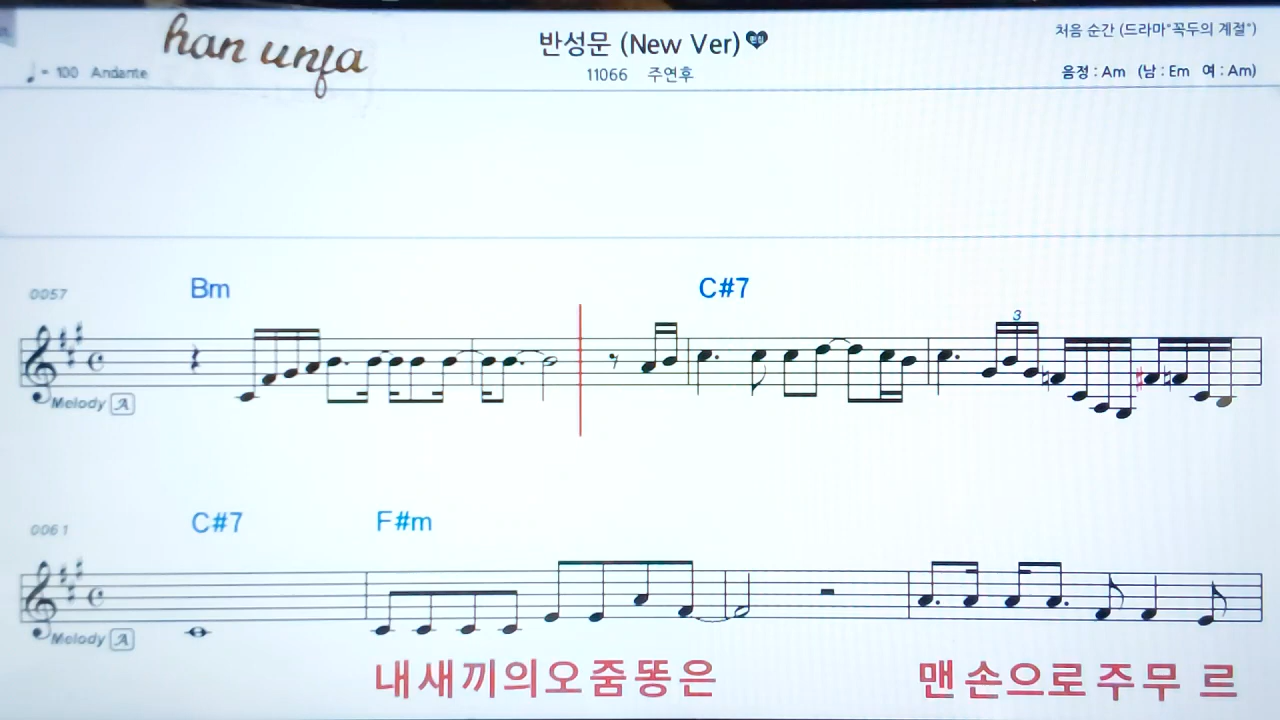 han unja
♩= 100 Andante
반성문 (New Ver)
11066 주연후
처음 순간 (드라마"꼭두의 계절")
음정 : Am (남 : Em 여 : Am)
0057
Bm
C#7
3
Melody A
0061
C#7
F#m
Melody A
내새끼의오줌똥은
맨손으로주무르